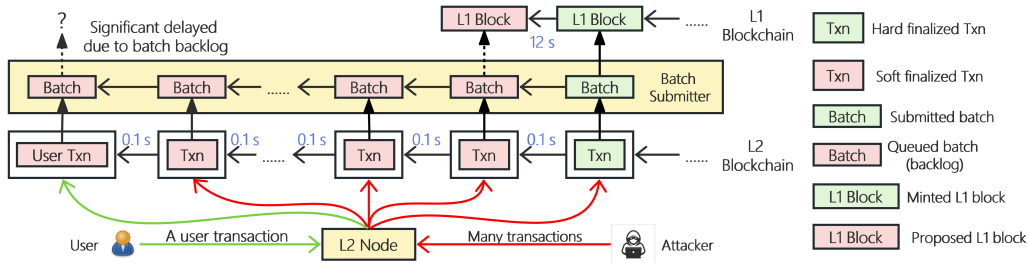 ?
Significant delayed
due to batch backlog
L1 Block
L1 Block
......
L1
Blockchain
12 s
Batch
Batch
......
Batch
Batch
Batch
Batch
Submitter
User Txn
0.1 s
Txn
0.1 s
......
0.1 s
Txn
0.1 s
Txn
0.1 s
Txn
......
L2
Blockchain
User
A user transaction
L2 Node
Many transactions
Attacker
Txn
Hard finalized Txn
Txn
Soft finalized Txn
Batch
Submitted batch
Batch
Queued batch
(backlog)
L1 Block
Minted L1 block
L1 Block
Proposed L1 block